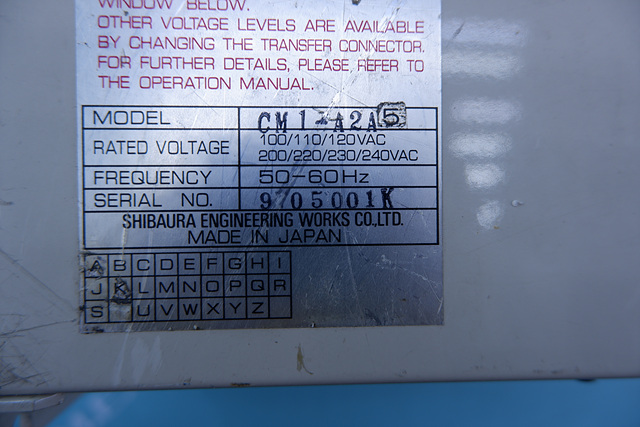 WINDOW BELOW.
OTHER VOLTAGE LEVELS ARE AVAILABLE
BY CHANGING THE TRANSFER CONNECTOR.
FOR FURTHER DETAILS, PLEASE REFER TO
THE OPERATION MANUAL.
MODEL CM1-A2A5
RATED VOLTAGE 100/110/120VAC
200/220/230/240VAC
FREQUENCY 50-60Hz
SERIAL NO. 9705001K
SHIBAURA ENGINEERING WORKS CO.,LTD.
MADE IN JAPAN
A B C D E F G H I
J K L M N O P Q R
S U V W X Y Z